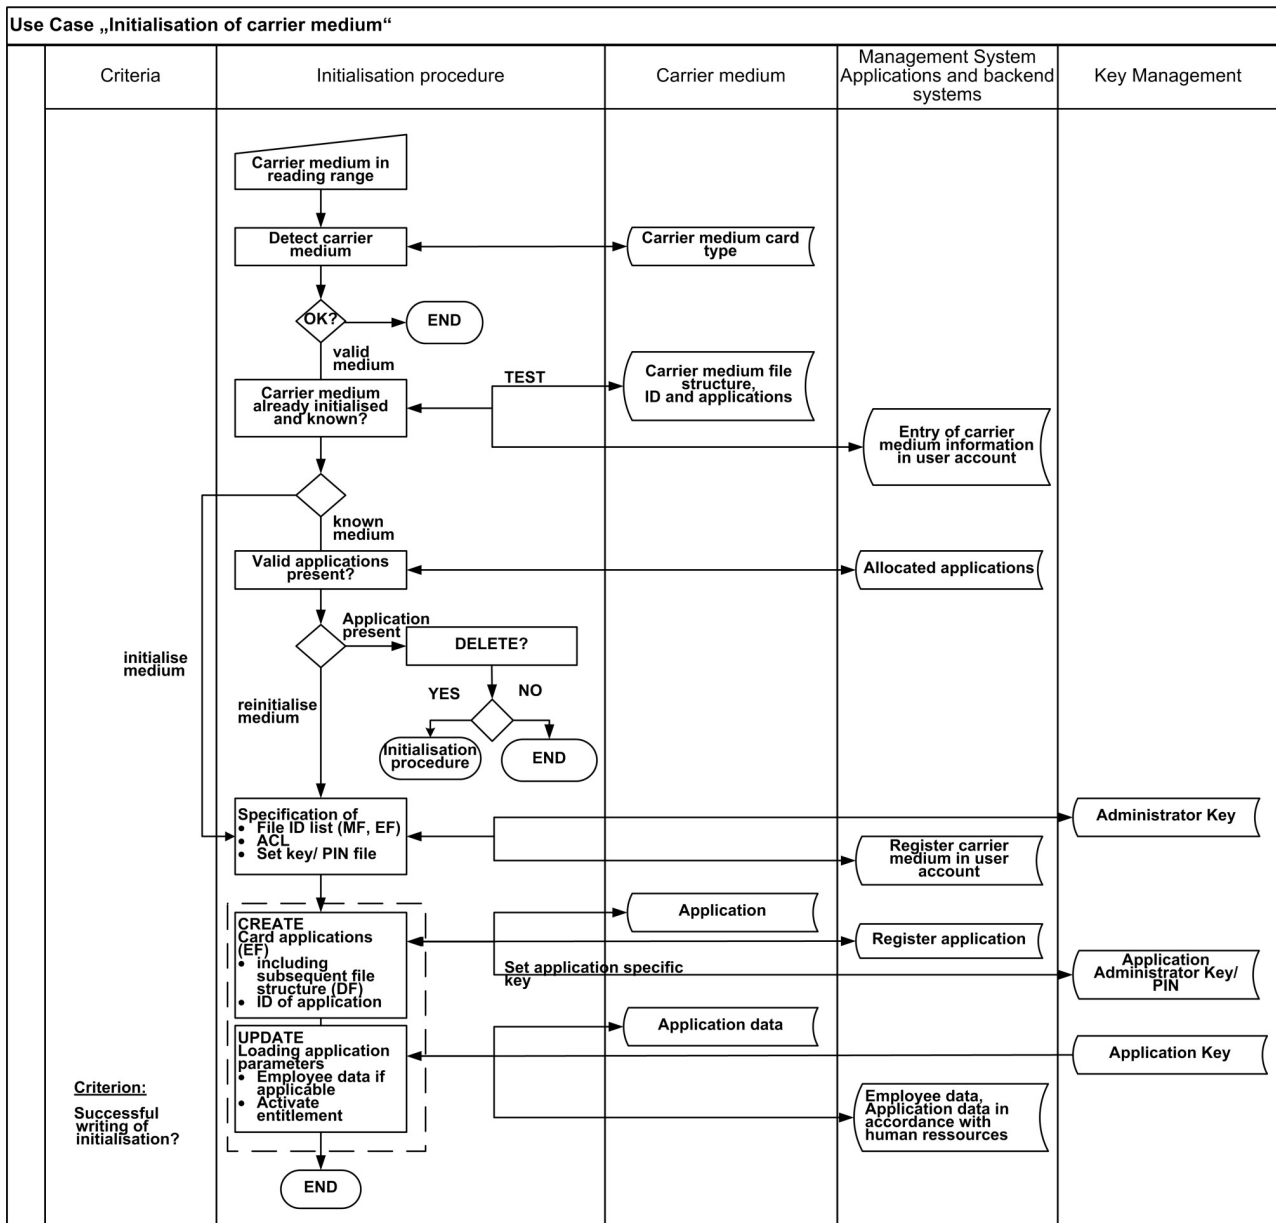 Use Case „Initialisation of carrier medium“
Criteria
Initialisation procedure
Carrier medium
Management System
Applications and backend
systems
Key Management
Carrier medium in
reading range
Detect carrier
medium
Carrier medium card
type
OK?
END
valid
medium
Carrier medium
already initialised
and known?
TEST
Carrier medium file
structure,
ID and applications
Entry of carrier
medium information
in user account
known
medium
Valid applications
present?
Allocated applications
Application
present
DELETE?
initialise
medium
reinitialise
medium
YES
NO
Initialisation
procedure
END
Specification of
• File ID list (MF, EF)
• ACL
• Set key/ PIN file
Administrator Key
Register carrier
medium in user
account
CREATE
Card applications
(EF)
• including
subsequent file
structure (DF)
• ID of application
Application
Register application
Set application specific
key
Application
Administrator Key/
PIN
UPDATE
Loading application
parameters
• Employee data if
applicable
• Activate
entitlement
Application data
Application Key
Employee data,
Application data in
accordance with
human ressources
Criterion:
Successful
writing of
initialisation?
END